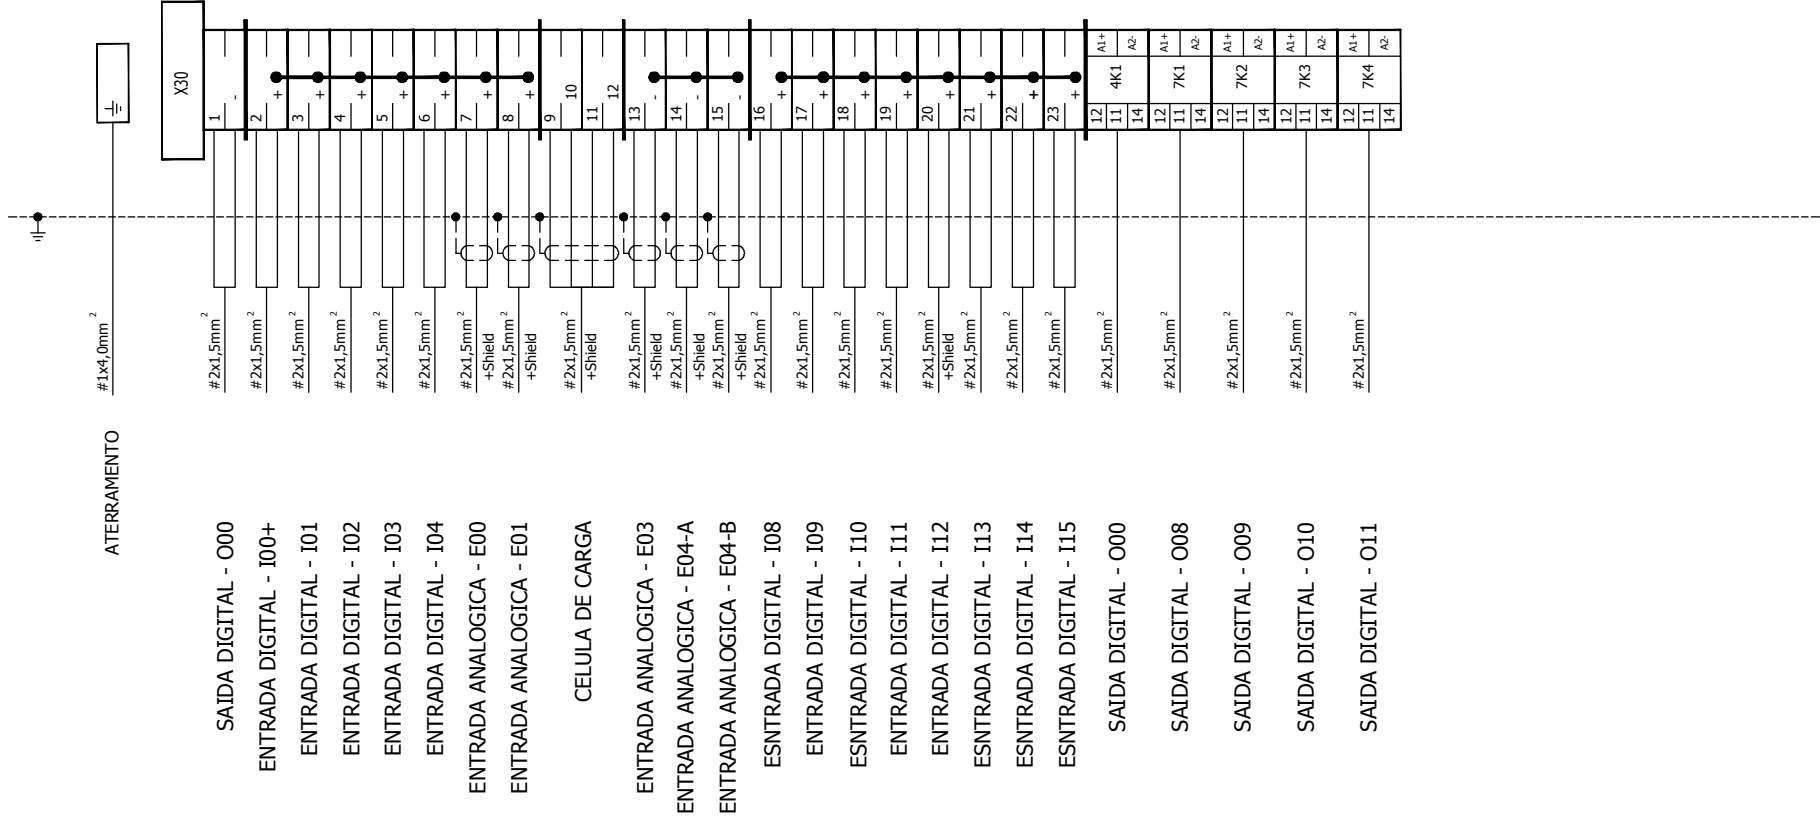 X30
1 -
2 +
3 +
4 +
5 +
6 +
7 +
8 +
9
10
11
12
13 -
14 -
15 -
16 +
17 +
18 +
19 +
20 +
21 +
22 +
23 +
A1+ A2-
4K1
12 11 14
A1+ A2-
7K1
12 11 14
A1+ A2-
7K2
12 11 14
A1+ A2-
7K3
12 11 14
A1+ A2-
7K4
12 11 14
#1x4,0mm²
#2x1,5mm²
#2x1,5mm²
#2x1,5mm²
#2x1,5mm²
#2x1,5mm²
#2x1,5mm²
#2x1,5mm²
+Shield
#2x1,5mm²
+Shield
#2x1,5mm²
+Shield
#2x1,5mm²
+Shield
#2x1,5mm²
+Shield
#2x1,5mm²
+Shield
#2x1,5mm²
#2x1,5mm²
#2x1,5mm²
#2x1,5mm²
#2x1,5mm²
+Shield
#2x1,5mm²
#2x1,5mm²
#2x1,5mm²
#2x1,5mm²
#2x1,5mm²
#2x1,5mm²
#2x1,5mm²
#2x1,5mm²
ATERRAMENTO
SAIDA DIGITAL - O00
ENTRADA DIGITAL - I00+
ENTRADA DIGITAL - I01
ENTRADA DIGITAL - I02
ENTRADA DIGITAL - I03
ENTRADA DIGITAL - I04
ENTRADA ANALOGICA - E00
ENTRADA ANALOGICA - E01
CELULA DE CARGA
ENTRADA ANALOGICA - E03
ENTRADA ANALOGICA - E04-A
ENTRADA ANALOGICA - E04-B
ESNTRADA DIGITAL - I08
ENTRADA DIGITAL - I09
ESNTRADA DIGITAL - I10
ENTRADA DIGITAL - I11
ENTRADA DIGITAL - I12
ESNTRADA DIGITAL - I13
ESNTRADA DIGITAL - I14
ESNTRADA DIGITAL - I15
SAIDA DIGITAL - O00
SAIDA DIGITAL - O08
SAIDA DIGITAL - O09
SAIDA DIGITAL - O10
SAIDA DIGITAL - O11